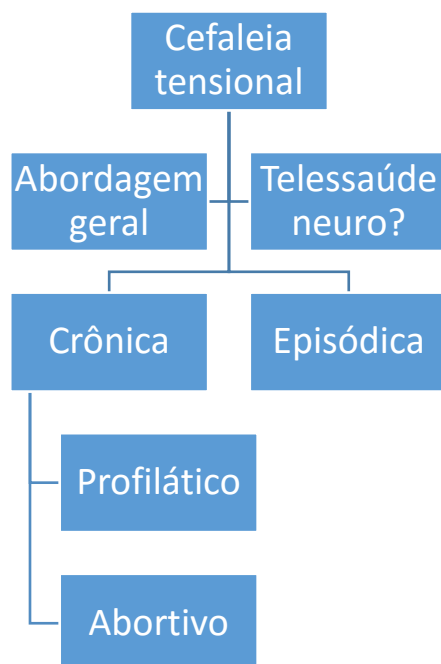 Cefaleia
tensional
Abordagem
geral
Telessaúde
neuro?
Crônica
Episódica
Profilático
Abortivo